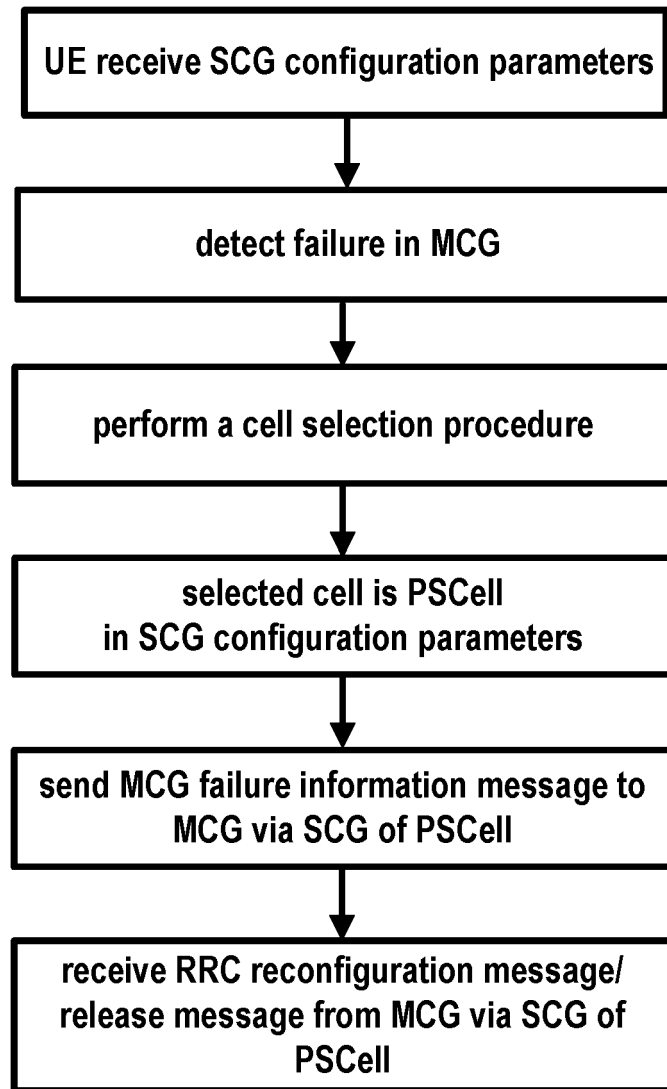 UE receive SCG configuration parameters
detect failure in MCG
perform a cell selection procedure
selected cell is PSCell
in SCG configuration parameters
send MCG failure information message to
MCG via SCG of PSCell
receive RRC reconfiguration message/
release message from MCG via SCG of
PSCell